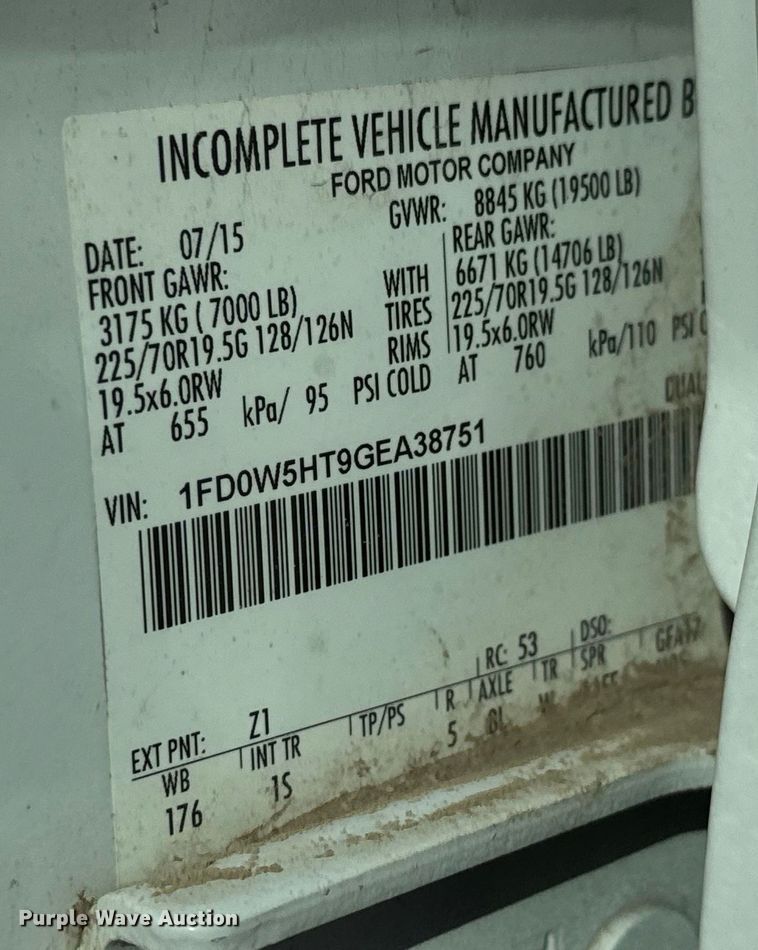 INCOMPLETE VEHICLE MANUFACTURED B
FORD MOTOR COMPANY
DATE: 07/15
GVWR: 8845 KG (19500 LB)
FRONT GAWR:
REAR GAWR:
3175 KG ( 7000 LB)
WITH
6671 KG (14706 LB)
225/70R19.5G 128/126N
TIRES
225/70R19.5G 128/126N
19.5x6.0RW
RIMS
19.5x6.0RW
AT 655 kPa/ 95 PSI COLD AT 760 kPa/110 PSI C
DUAL
VIN: 1FD0W5HT9GEA38751
EXT PNT: Z1 RC: 53 DSO:
WB INT TR TP/PS R AXLE TR SPR
176 1S 5
Purple Wave Auction